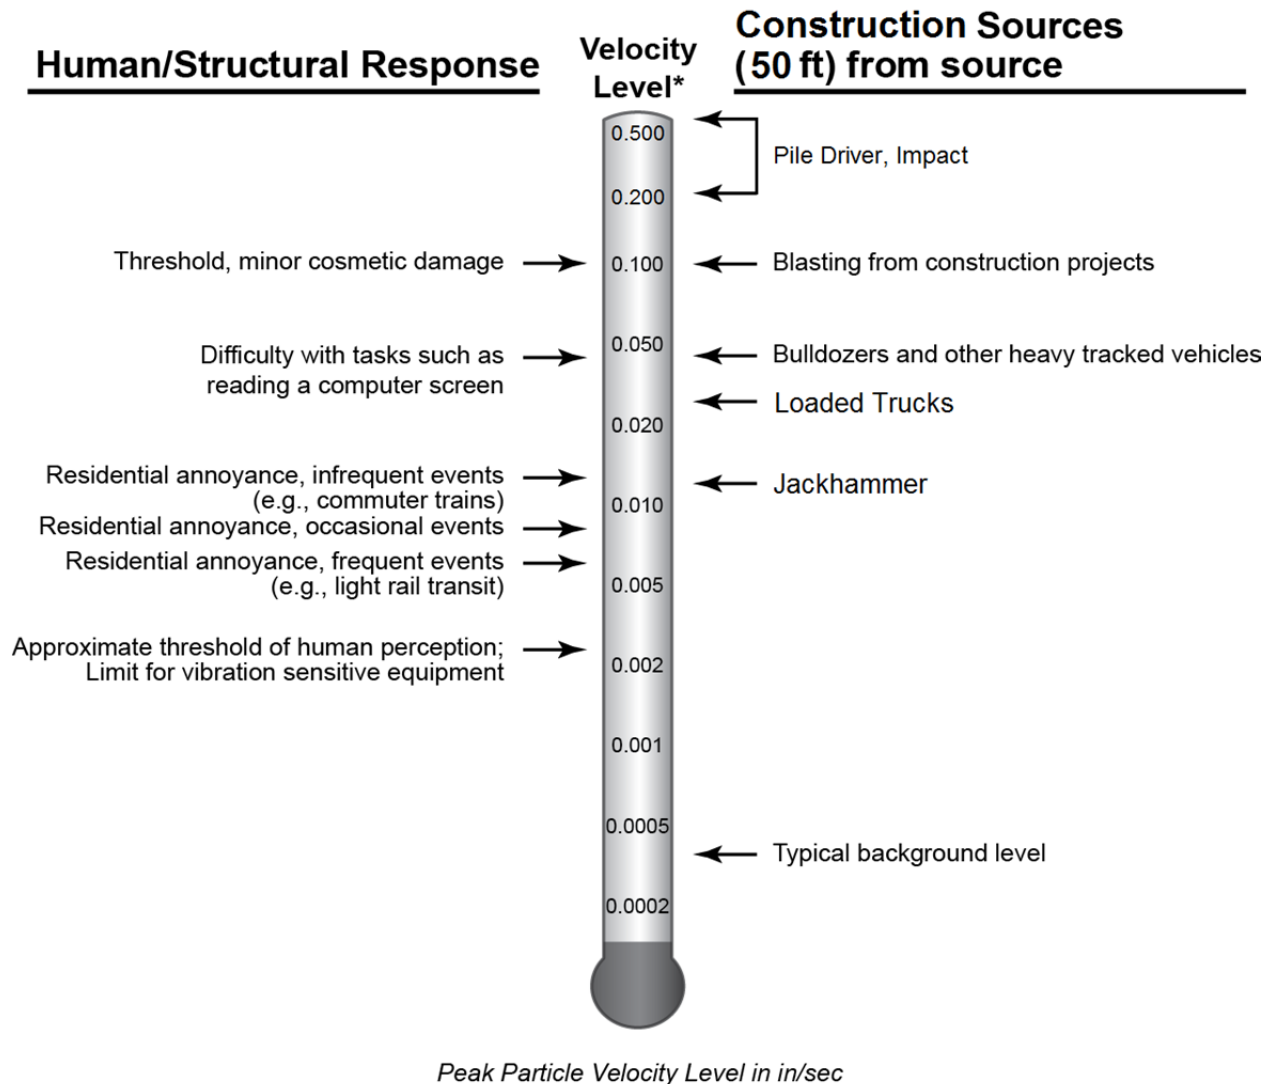 Human/Structural Response
Velocity
Level*
Construction Sources
(50 ft) from source
0.500
Pile Driver, Impact
0.200
Threshold, minor cosmetic damage
0.100
Blasting from construction projects
0.050
Difficulty with tasks such as
reading a computer screen
Bulldozers and other heavy tracked vehicles
Loaded Trucks
0.020
Residential annoyance, infrequent events
(e.g., commuter trains)
Jackhammer
0.010
Residential annoyance, occasional events
Residential annoyance, frequent events
(e.g., light rail transit)
0.005
Approximate threshold of human perception;
Limit for vibration sensitive equipment
0.002
0.001
0.0005
Typical background level
0.0002
Peak Particle Velocity Level in in/sec